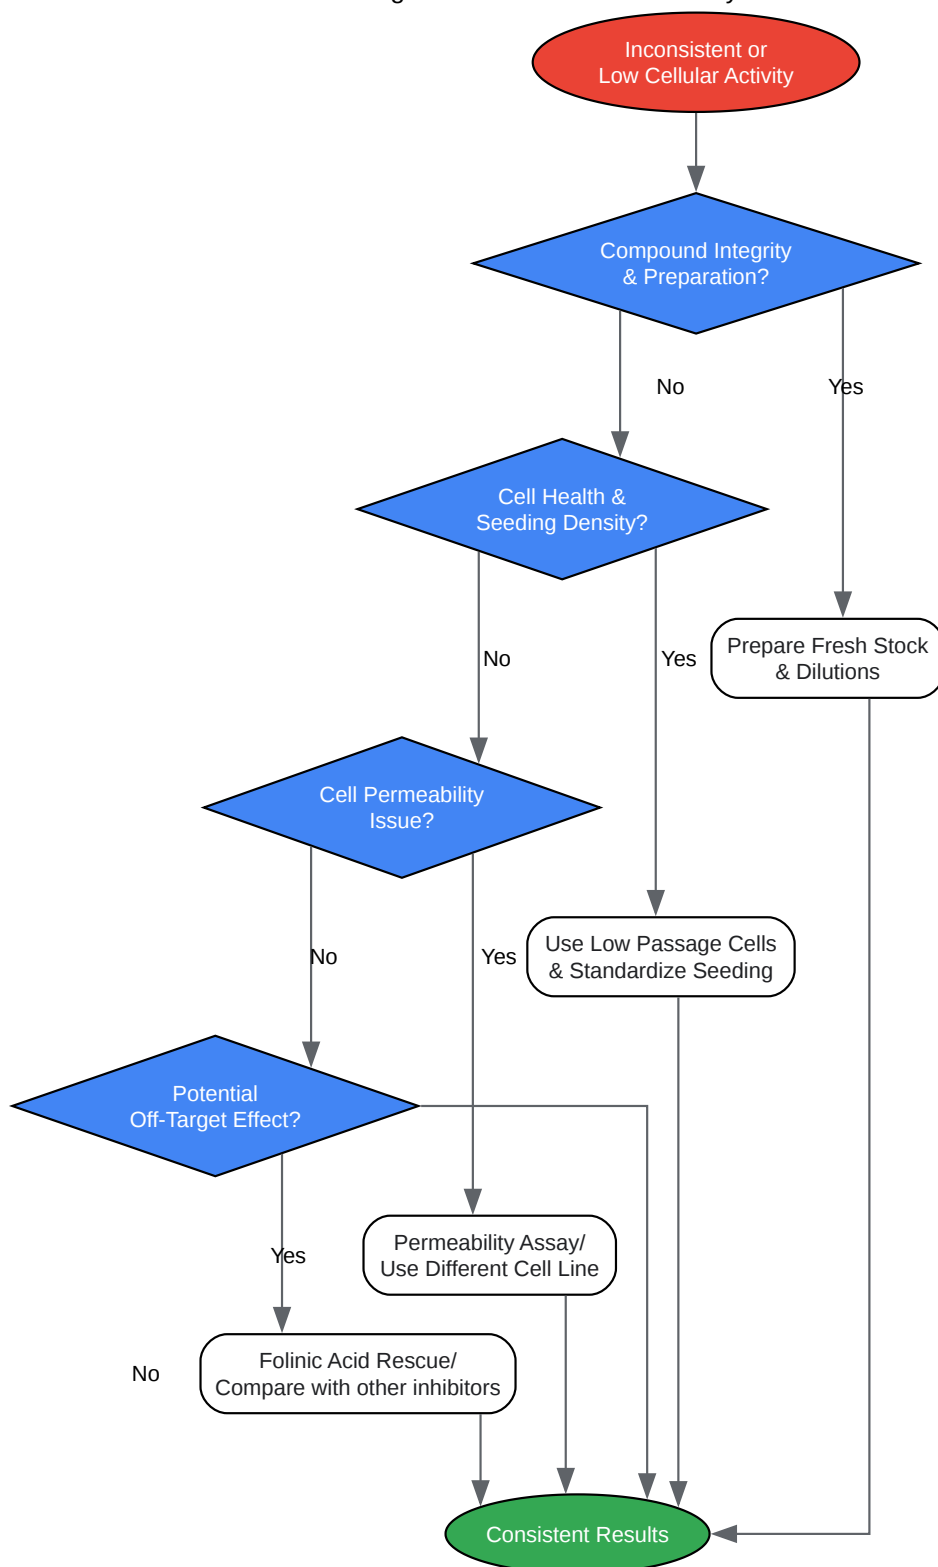 Inconsistent or
Low Cellular Activity
Compound Integrity
& Preparation?
No
Yes
Cell Health &
Seeding Density?
No
Yes
Prepare Fresh Stock
& Dilutions
Cell Permeability
Issue?
No
Yes
Use Low Passage Cells
& Standardize Seeding
Potential
Off-Target Effect?
Yes
Permeability Assay/
Use Different Cell Line
No
Folinic Acid Rescue/
Compare with other inhibitors
Consistent Results